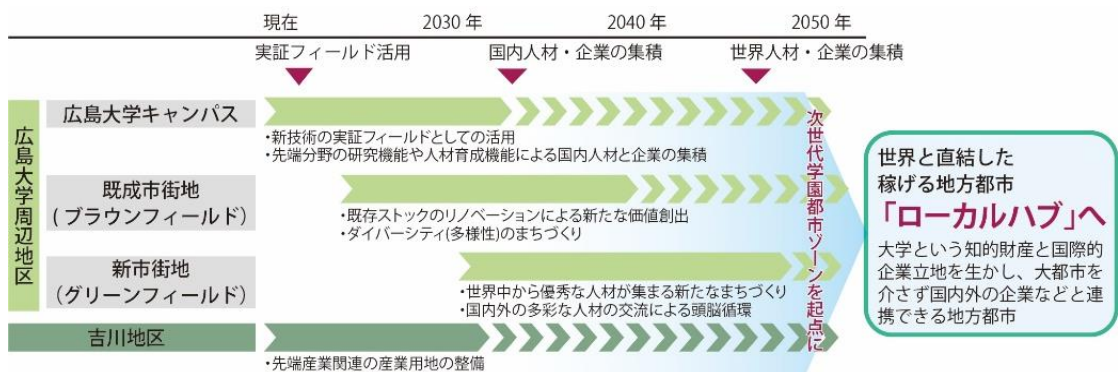 現在
2030 年
2040 年
2050 年
実証フィールド活用
国内人材・企業の集積
世界人材・企業の集積
広島大学周辺地区
広島大学キャンパス
・新技術の実証フィールドとしての活用
・先端分野の研究機能や人材育成機能による国内人材と企業の集積
既成市街地
( ブラウンフィールド)
・既存ストックのリノベーションによる新たな価値創出
・ダイバーシティ(多様性)のまちづくり
新市街地
(グリーンフィールド)
・世界中から優秀な人材が集まる新たなまちづくり
・国内外の多彩な人材の交流による頭脳循環
吉川地区
・先端産業関連の産業用地の整備
次世代学園都市ゾーンを起点に
世界と直結した
稼げる地方都市
「ローカルハブ」へ
大学という知的財産と国際的
企業立地を生かし、大都市を
介さず国内外の企業などと連
携できる地方都市